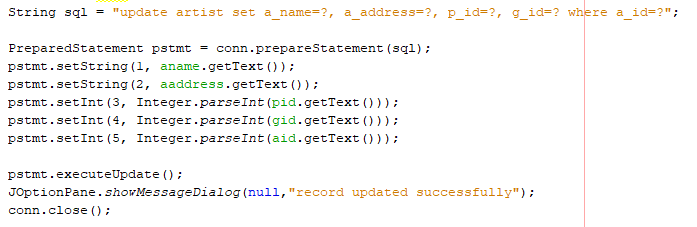 String sql = "update artist set a_name=?, a_address=?, p_id=?, g_id=? where a_id=?";
PreparedStatement pstmt = conn.prepareStatement(sql);
pstmt.setString(1, aname.getText());
pstmt.setString(2, aaddress.getText());
pstmt.setInt(3, Integer.parseInt(pid.getText()));
pstmt.setInt(4, Integer.parseInt(gid.getText()));
pstmt.setInt(5, Integer.parseInt(aid.getText()));
pstmt.executeUpdate();
JOptionPane.showMessageDialog(null,"record updated successfully");
conn.close();